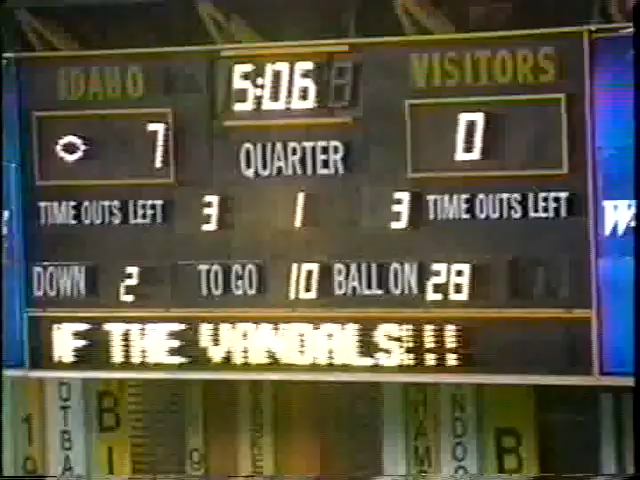 IDAHO 5:06 VISITORS
7 0
QUARTER
TIME OUTS LEFT 3 1 3 TIME OUTS LEFT
DOWN 2 TO GO 10 BALL ON 28
IF THE VANDALS!!!
B B